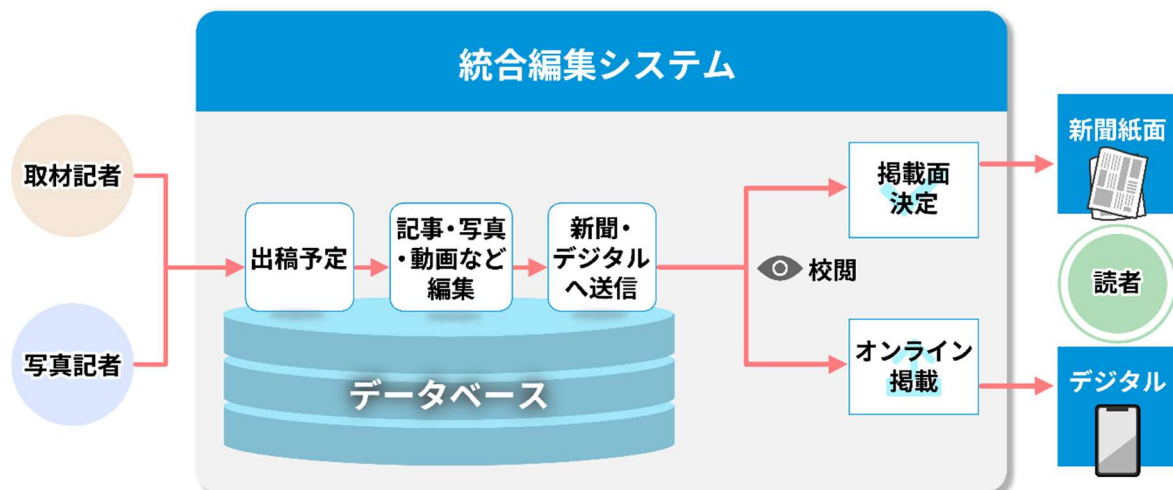 統合編集システム
取材記者
写真記者
出稿予定
記事・写真
・動画など
編集
新聞・
デジタル
へ送信
データベース
校閲
掲載面
決定
オンライン
掲載
新聞紙面
読者
デジタル